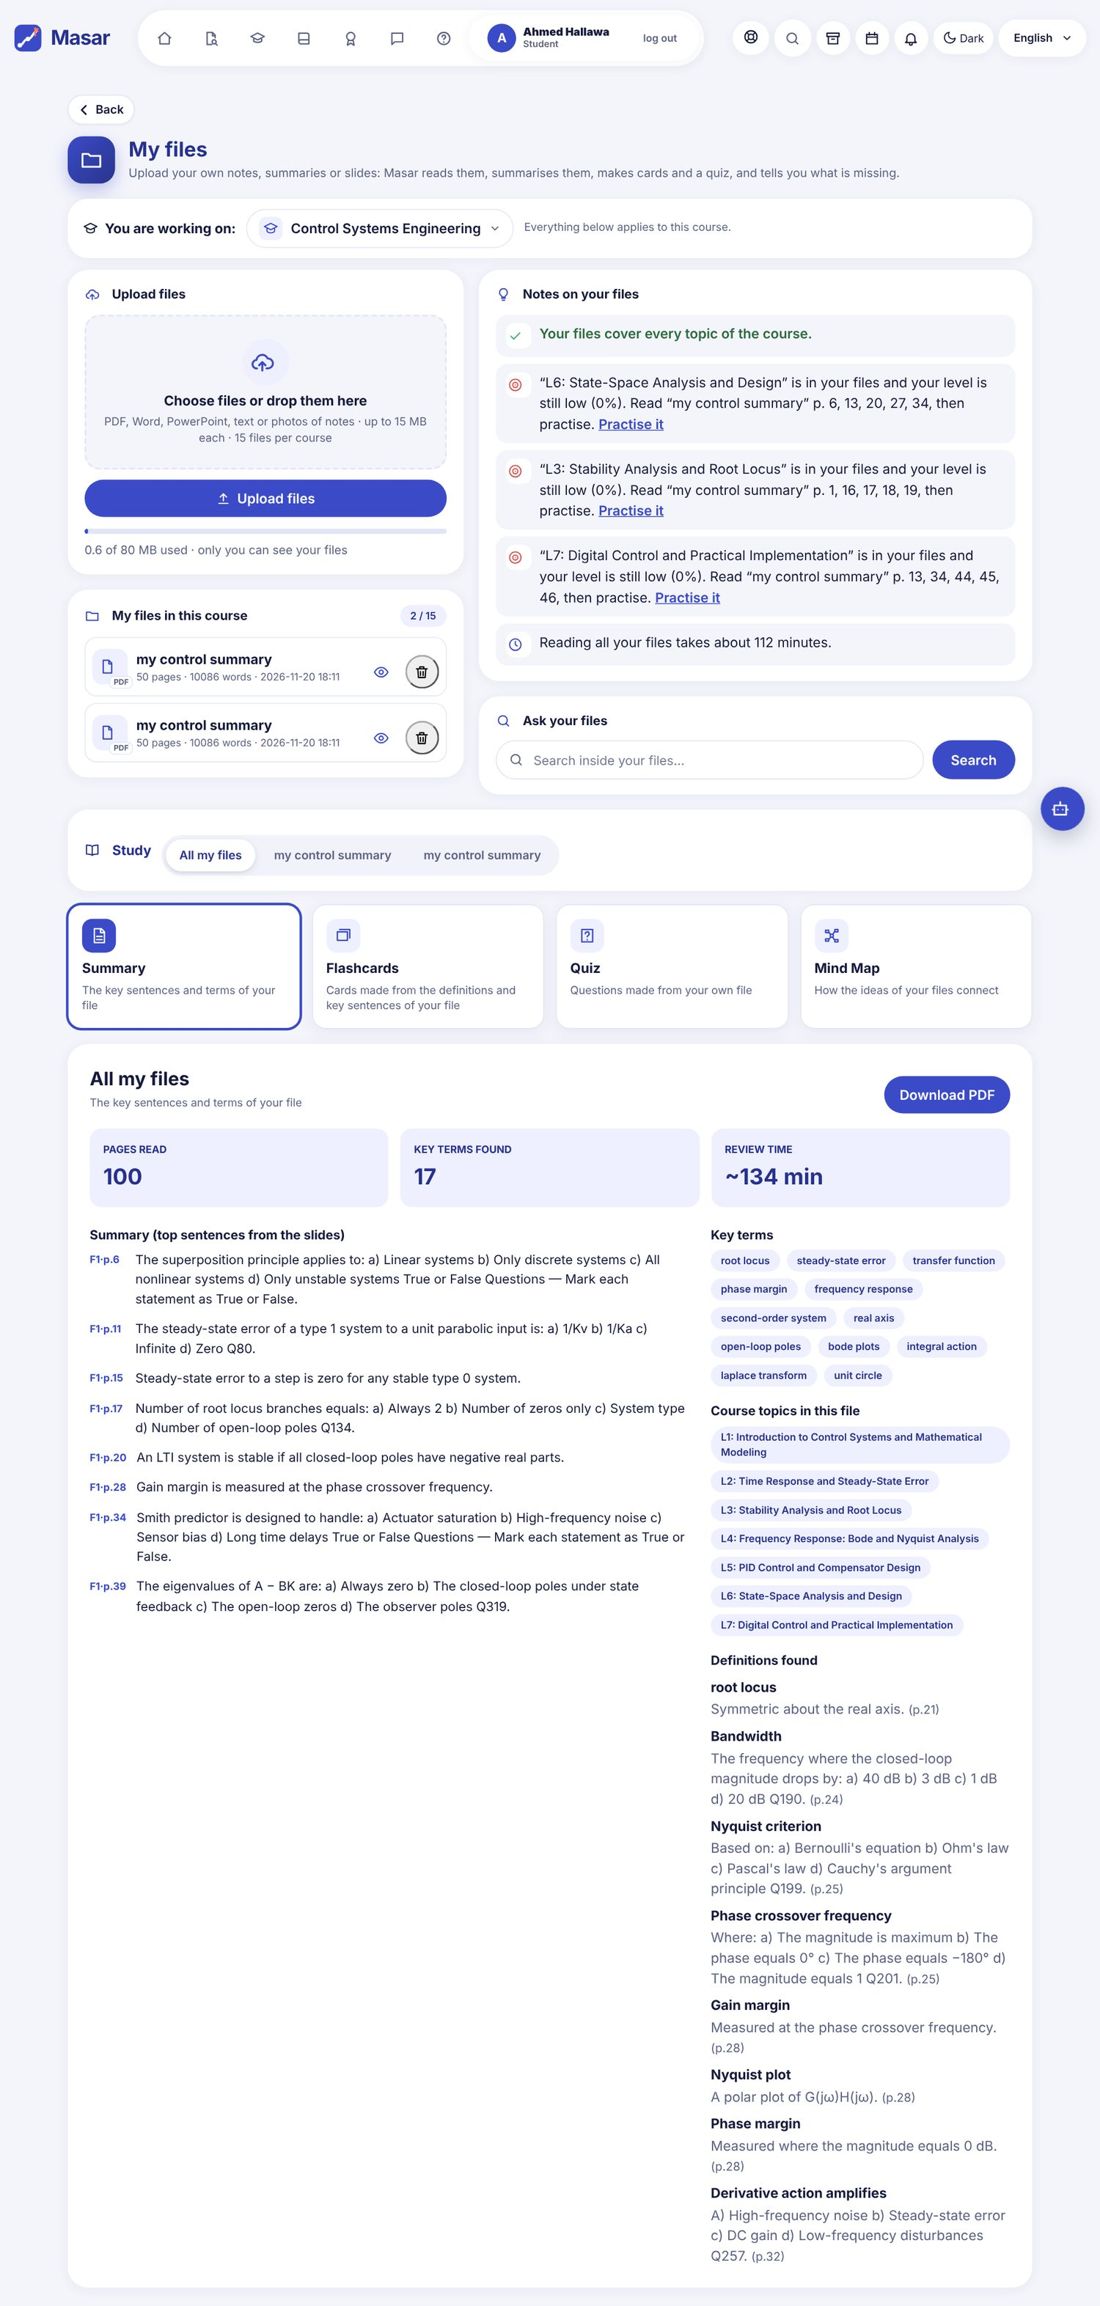 Masar
A
Ahmed Hallawa
Student
log out
Dark
English
Back
My files
Upload your own notes, summaries or slides: Masar reads them, summarises them, makes cards and a quiz, and tells you what is missing.
You are working on:
Control Systems Engineering
Everything below applies to this course.
Upload files
Choose files or drop them here
PDF, Word, PowerPoint, text or photos of notes · up to 15 MB
each · 15 files per course
Upload files
0.6 of 80 MB used · only you can see your files
My files in this course
2 / 15
my control summary
50 pages · 10086 words · 2026-11-20 18:11
PDF
my control summary
50 pages · 10086 words · 2026-11-20 18:11
PDF
Notes on your files
Your files cover every topic of the course.
“L6: State-Space Analysis and Design” is in your files and your level is
still low (0%). Read “my control summary” p. 6, 13, 20, 27, 34, then
practise. Practise it
“L3: Stability Analysis and Root Locus” is in your files and your level is
still low (0%). Read “my control summary” p. 1, 16, 17, 18, 19, then
practise. Practise it
“L7: Digital Control and Practical Implementation” is in your files and
your level is still low (0%). Read “my control summary” p. 13, 34, 44, 45,
46, then practise. Practise it
Reading all your files takes about 112 minutes.
Ask your files
Search inside your files...
Search
Study
All my files
my control summary
my control summary
Summary
The key sentences and terms of your
file
Flashcards
Cards made from the definitions and
key sentences of your file
Quiz
Questions made from your own file
Mind Map
How the ideas of your files connect
All my files
The key sentences and terms of your file
Download PDF
PAGES READ
100
KEY TERMS FOUND
17
REVIEW TIME
~134 min
Summary (top sentences from the slides)
F1·p.6 The superposition principle applies to: a) Linear systems b) Only discrete systems c) All
nonlinear systems d) Only unstable systems True or False Questions — Mark each
statement as True or False.
F1·p.11 The steady-state error of a type 1 system to a unit parabolic input is: a) 1/Kv b) 1/Ka c)
Infinite d) Zero Q80.
F1·p.15 Steady-state error to a step is zero for any stable type 0 system.
F1·p.17 Number of root locus branches equals: a) Always 2 b) Number of zeros only c) System type
d) Number of open-loop poles Q134.
F1·p.20 An LTI system is stable if all closed-loop poles have negative real parts.
F1·p.28 Gain margin is measured at the phase crossover frequency.
F1·p.34 Smith predictor is designed to handle: a) Actuator saturation b) High-frequency noise c)
Sensor bias d) Long time delays True or False Questions — Mark each statement as True or
False.
F1·p.39 The eigenvalues of A − BK are: a) Always zero b) The closed-loop poles under state
feedback c) The open-loop zeros d) The observer poles Q319.
Key terms
root locus
steady-state error
transfer function
phase margin
frequency response
second-order system
real axis
open-loop poles
bode plots
integral action
laplace transform
unit circle
Course topics in this file
L1: Introduction to Control Systems and Mathematical
Modeling
L2: Time Response and Steady-State Error
L3: Stability Analysis and Root Locus
L4: Frequency Response: Bode and Nyquist Analysis
L5: PID Control and Compensator Design
L6: State-Space Analysis and Design
L7: Digital Control and Practical Implementation
Definitions found
root locus
Symmetric about the real axis. (p.21)
Bandwidth
The frequency where the closed-loop
magnitude drops by: a) 40 dB b) 3 dB c) 1 dB
d) 20 dB Q190. (p.24)
Nyquist criterion
Based on: a) Bernoulli's equation b) Ohm's law
c) Pascal's law d) Cauchy's argument
principle Q199. (p.25)
Phase crossover frequency
Where: a) The magnitude is maximum b) The
phase equals 0° c) The phase equals −180° d)
The magnitude equals 1 Q201. (p.25)
Gain margin
Measured at the phase crossover frequency.
(p.28)
Nyquist plot
A polar plot of G(jω)H(jω). (p.28)
Phase margin
Measured where the magnitude equals 0 dB.
(p.28)
Derivative action amplifies
A) High-frequency noise b) Steady-state error
c) DC gain d) Low-frequency disturbances
Q257. (p.32)